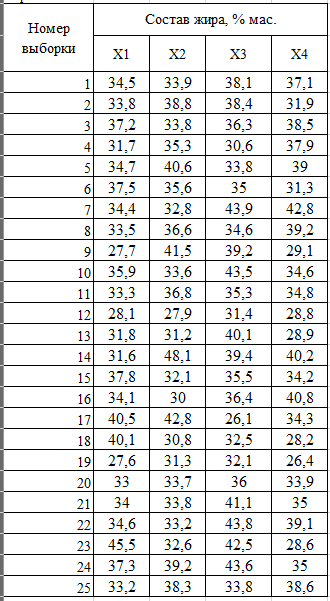 Номер выборки
Состав жира, % мас.
X1 X2 X3 X4
1 34,5 33,9 38,1 37,1
2 33,8 38,8 38,4 31,9
3 37,2 33,8 36,3 38,5
4 31,7 35,3 30,6 37,9
5 34,7 40,6 33,8 39
6 37,5 35,6 35 31,3
7 34,4 32,8 43,9 42,8
8 33,5 36,6 34,6 39,2
9 27,7 41,5 39,2 29,1
10 35,9 33,6 43,5 34,6
11 33,3 36,8 35,3 34,8
12 28,1 27,9 31,4 28,8
13 31,8 31,2 40,1 28,9
14 31,6 48,1 39,4 40,2
15 37,8 32,1 35,5 34,2
16 34,1 30 36,4 40,8
17 40,5 42,8 26,1 34,3
18 40,1 30,8 32,5 28,2
19 27,6 31,3 32,1 26,4
20 33 33,7 36 33,9
21 34 33,8 41,1 35
22 34,6 33,2 43,8 39,1
23 45,5 32,6 42,5 28,6
24 37,3 39,2 43,6 35
25 33,2 38,3 33,8 38,6